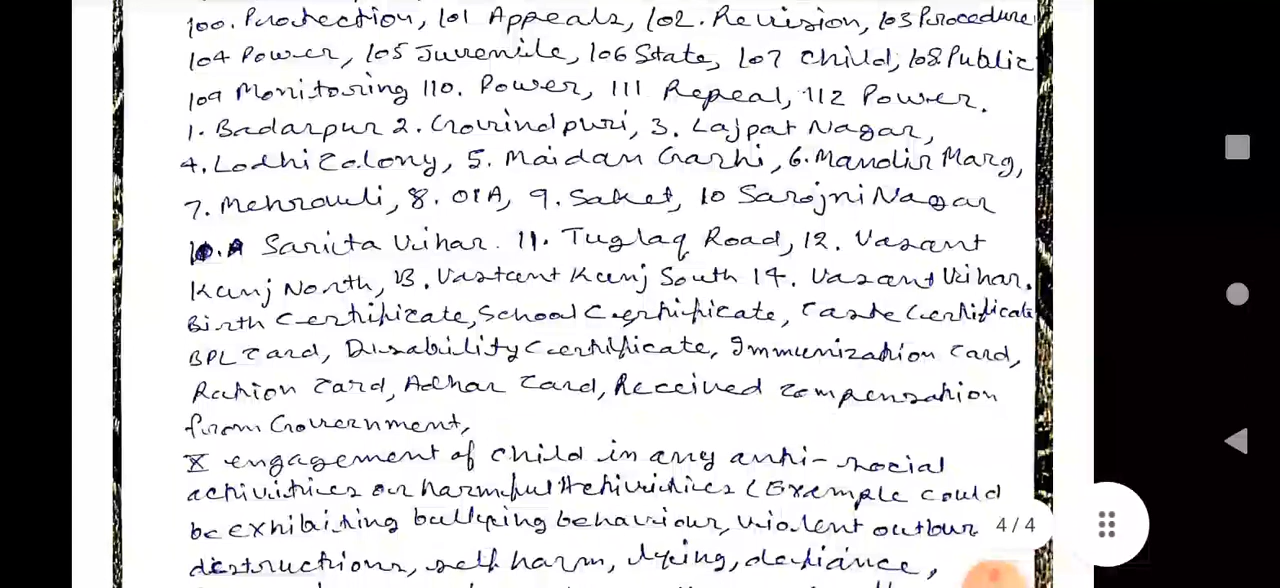 100. Protection, 101 Appeals, 102. Revision, 103 Procedure
104 Power, 105 Juvenile, 106 State, 107 Child, 108 Public
109 Monitoring 110. Power, 111 Repeal, 112 Power.
1. Badarpur 2. Govindpuri, 3. Lajpat Nagar,
4. Lodhi Colony, 5. Maidan Garhi, 6. Mandir Marg,
7. Mehrauli, 8. OIA, 9. Saket, 10 Sarojni Nagar
10.A Sarita Vihar. 11. Tuglaq Road, 12. Vasant
Kunj North, 13. Vastant Kunj South 14. Vasant Vihar.
Birth Certificate, School Certificate, Caste Certificate
BPL Card, Disability Certificate, Immunization Card,
Ration Card, Adhar Card, Received compensation
from Government,
X engagement of child in any anti-social
activities or harmful Activities (Example could
be exhibiting bullying behaviour, violent outbur
destructions, self harm, lying, defiance,
4/4